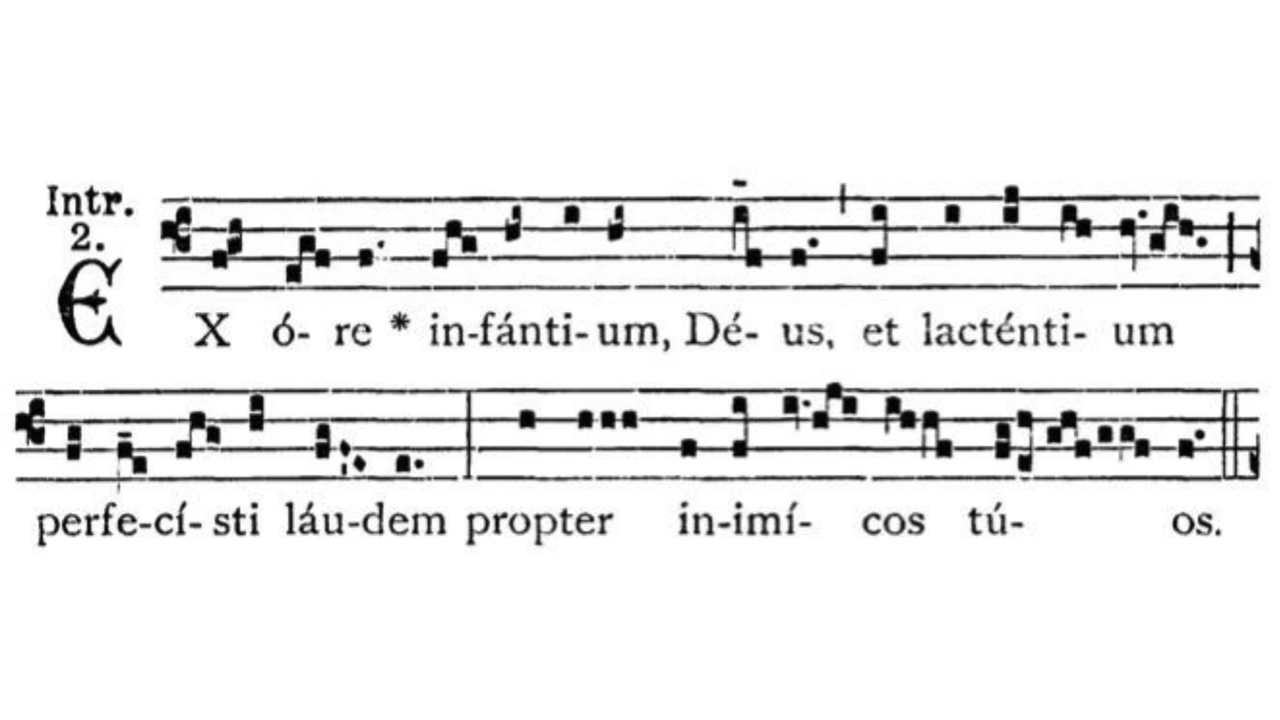 Intr.
2.
EX ó- re * in-fánti-um, Dé- us, et lacténti- um
perfe-cí- sti láu-dem propter in-imí- cos tú- os.